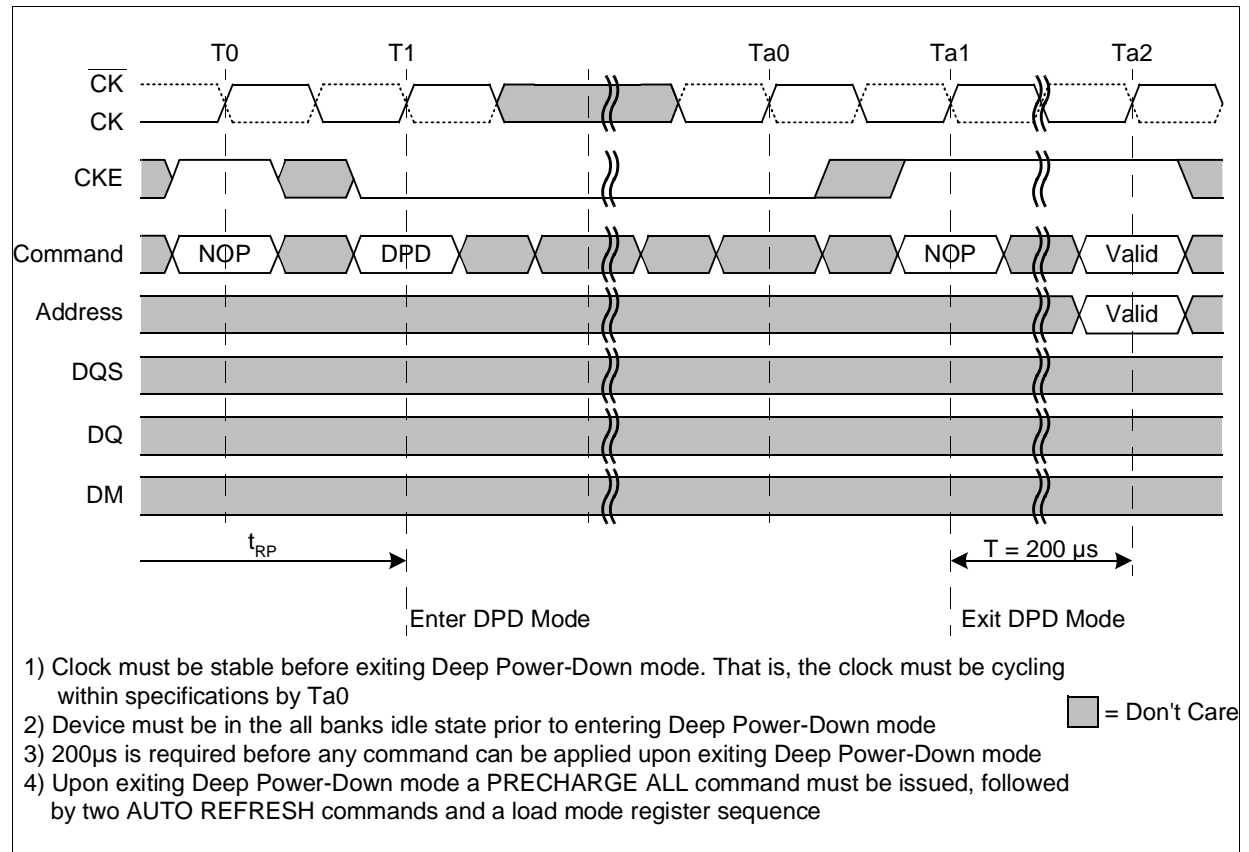 T0 T1 Ta0 Ta1 Ta2
CK
CK
CKE
Command NOP DPD NOP Valid
Address Valid
DQS
DQ
DM
tRP T = 200 µs
Enter DPD Mode Exit DPD Mode
1) Clock must be stable before exiting Deep Power-Down mode. That is, the clock must be cycling
within specifications by Ta0
= Don't Care
2) Device must be in the all banks idle state prior to entering Deep Power-Down mode
3) 200µs is required before any command can be applied upon exiting Deep Power-Down mode
4) Upon exiting Deep Power-Down mode a PRECHARGE ALL command must be issued, followed
by two AUTO REFRESH commands and a load mode register sequence